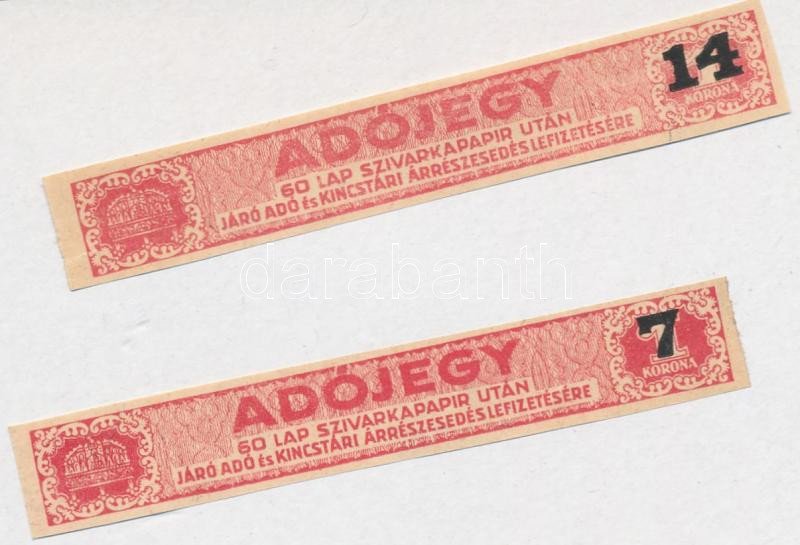 14
KORONA
ADÓJEGY
60 LAP SZIVARKAPAPIR UTÁN
JÁRÓ ADÓ és KINCSTÁRI ÁRRÉSZESEDÉS LEFIZETÉSÉRE
darabanth
7
KORONA
ADÓJEGY
60 LAP SZIVARKAPAPIR UTÁN
JÁRÓ ADÓ és KINCSTÁRI ÁRRÉSZESEDÉS LEFIZETÉSÉRE